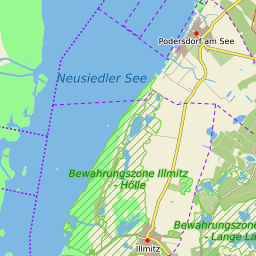 Podersdorf am See
Neusiedler See
Bewahrungszone Illmitz
- Hölle
Bewahrungszone
- Lange La
Illmitz